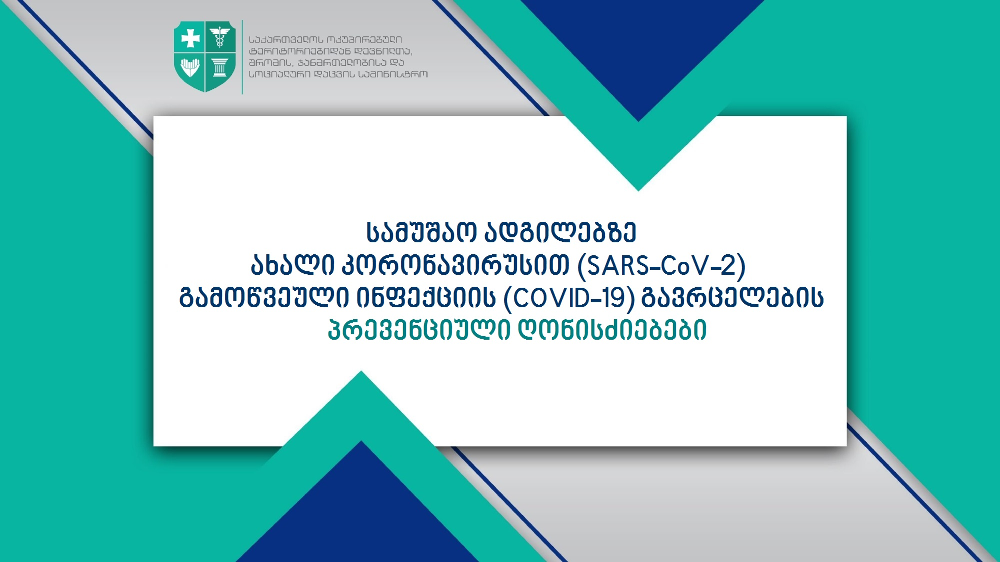 საქართველოს ოკუპირებული
ტერიტორიებიდან დევნილთა,
შრომის, ჯანმრთელობისა და
სოციალური დაცვის სამინისტრო
სამუშაო ადგილებზე
ახალი კორონავირუსით (SARS-CoV-2)
გამოწვეული ინფექციის (COVID-19) გავრცელების
პრევენციული ღონისძიებები